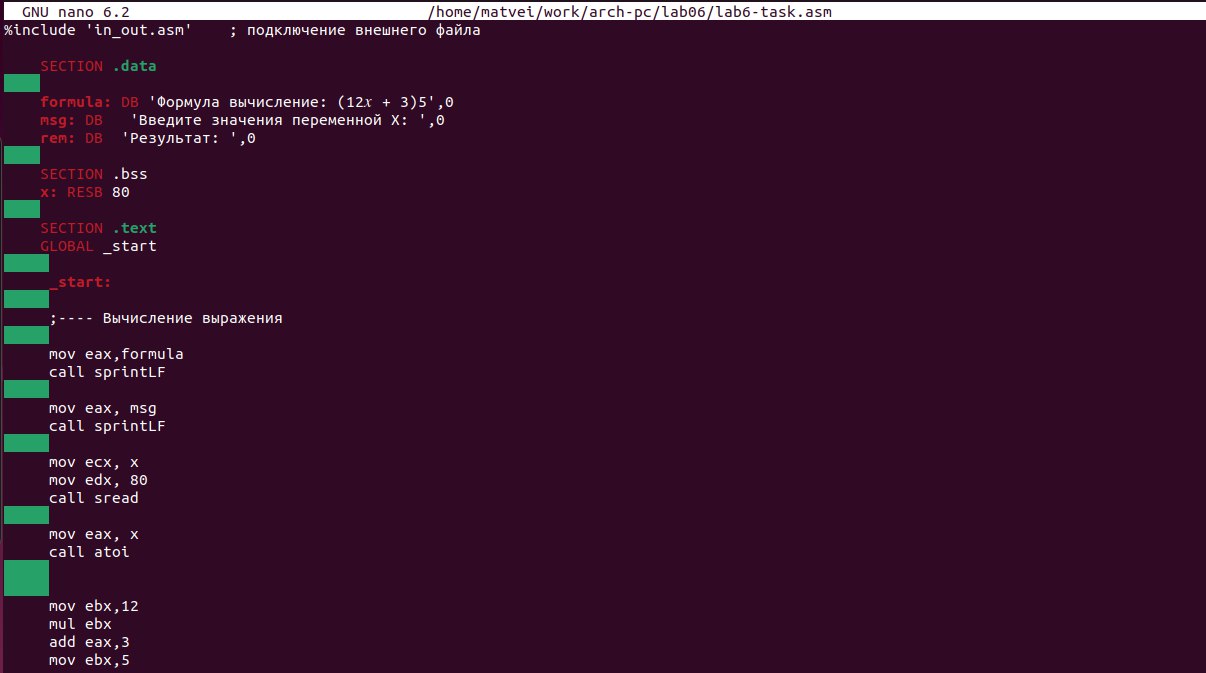 GNU nano 6.2 /home/matvei/work/arch-pc/lab06/lab6-task.asm
%include 'in_out.asm' ; подключение внешнего файла
SECTION .data
formula: DB 'Формула вычисление: (12𝑥 + 3)5',0
msg: DB 'Введите значения переменной X: ',0
rem: DB 'Результат: ',0
SECTION .bss
x: RESB 80
SECTION .text
GLOBAL _start
_start:
;---- Вычисление выражения
mov eax,formula
call sprintLF
mov eax, msg
call sprintLF
mov ecx, x
mov edx, 80
call sread
mov eax, x
call atoi
mov ebx,12
mul ebx
add eax,3
mov ebx,5